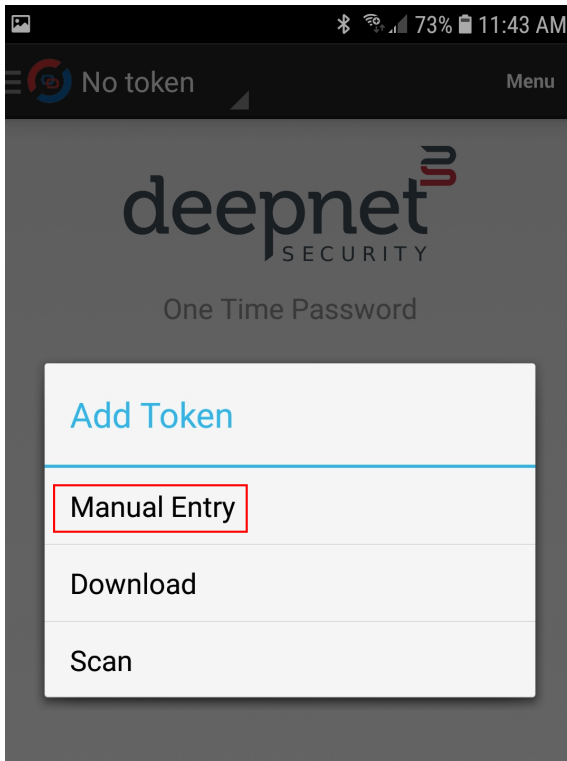 73% 11:43 AM
No token
Menu
deepnet
SECURITY
One Time Password
Add Token
Manual Entry
Download
Scan